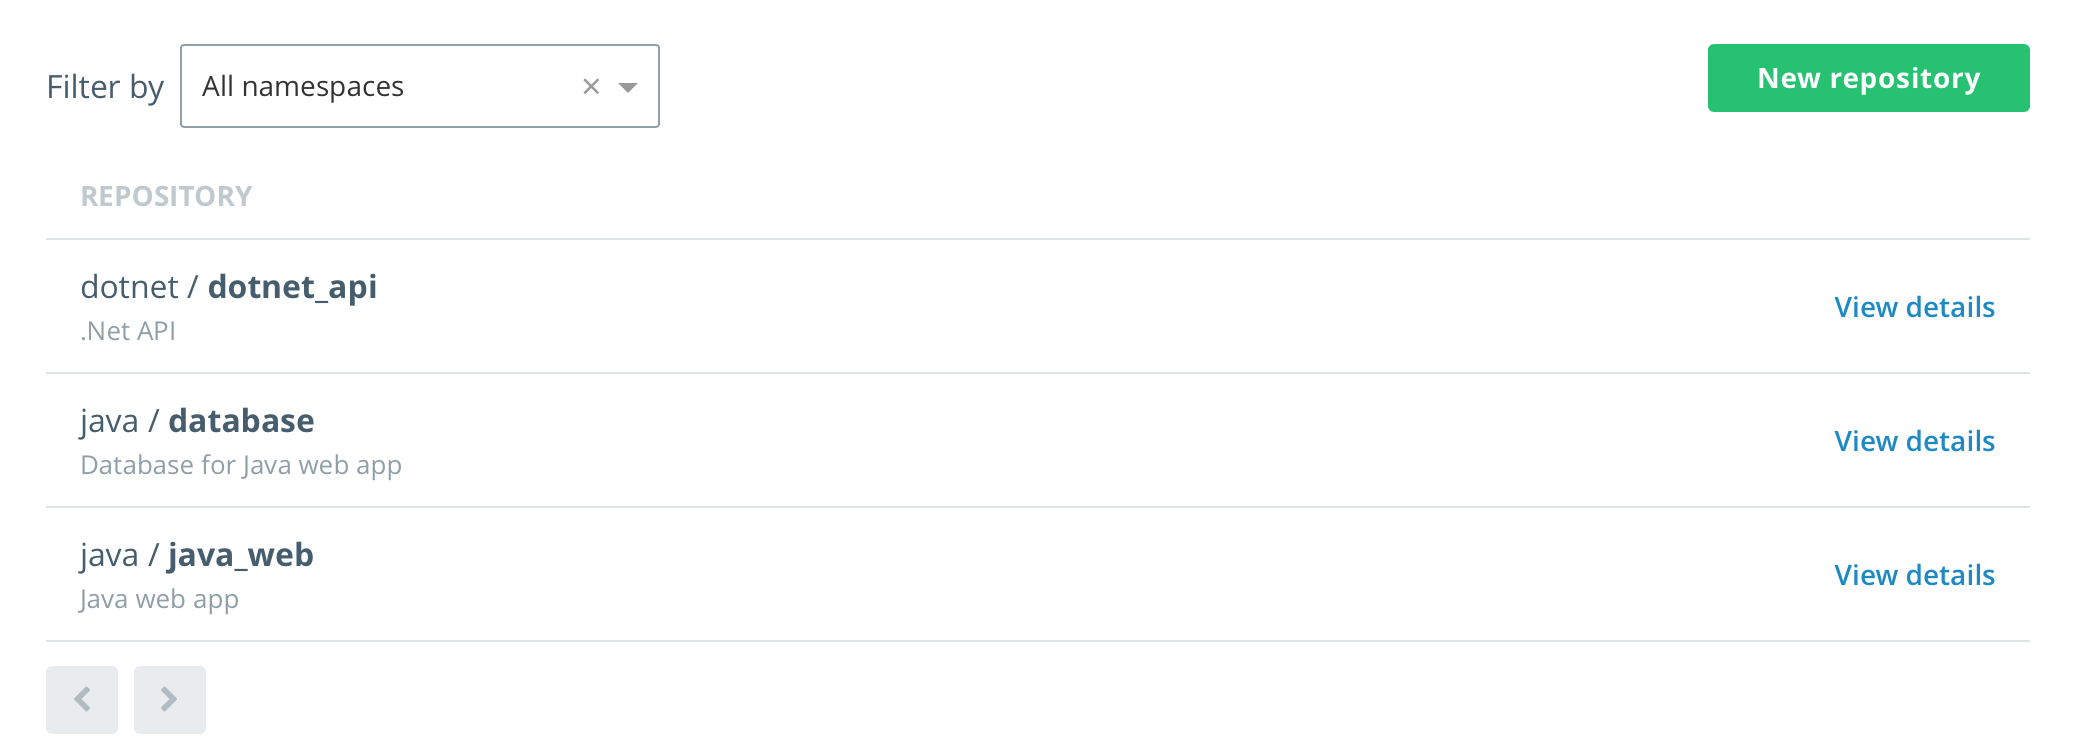 Filter by All namespaces × New repository
REPOSITORY
dotnet / dotnet_api
.Net API
View details
java / database
Database for Java web app
View details
java / java_web
Java web app
View details